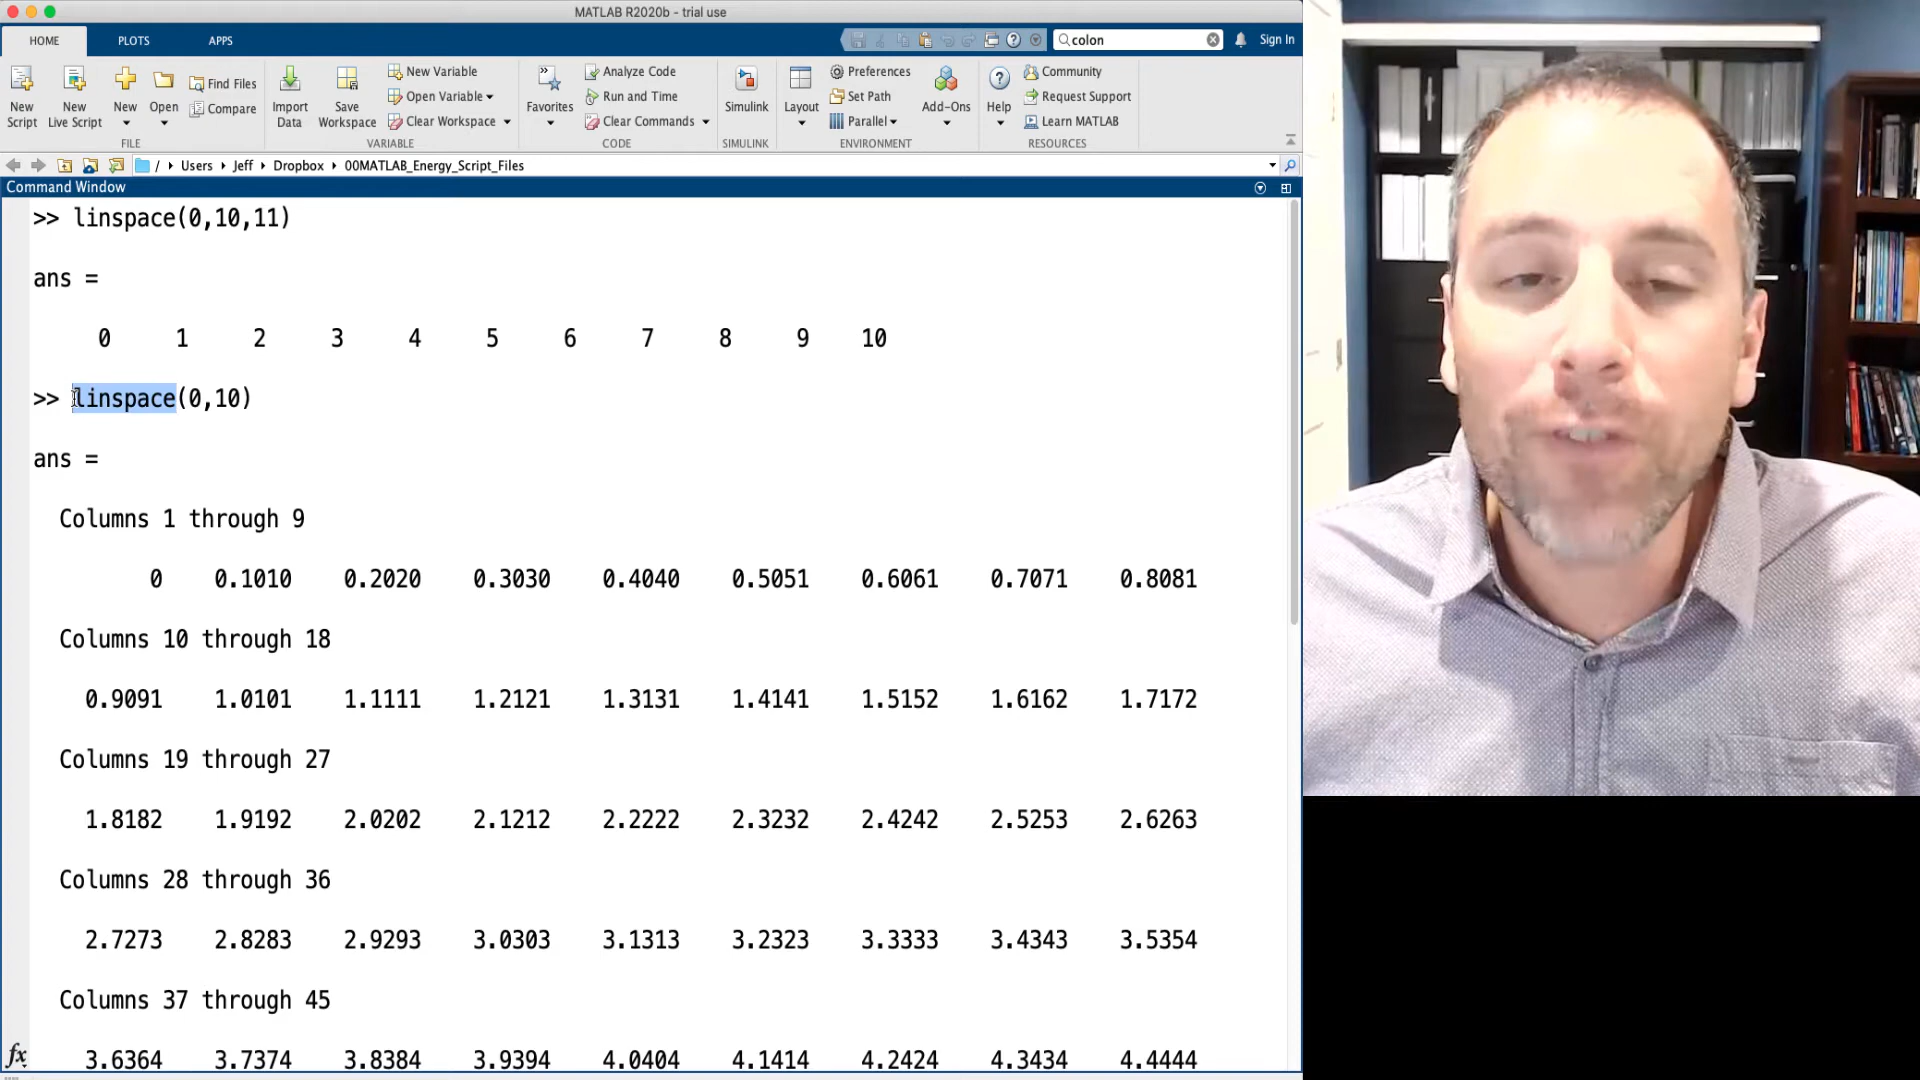 MATLAB R2020b - trial use
HOME PLOTS APPS
colon
Sign In
New Script
New Live Script
New
Open
Find Files
Compare
FILE
Import Data
Save Workspace
New Variable
Open Variable
Clear Workspace
VARIABLE
Favorites
Analyze Code
Run and Time
Clear Commands
CODE
Simulink
SIMULINK
Layout
Preferences
Set Path
Parallel
Add-Ons
ENVIRONMENT
Help
Community
Request Support
Learn MATLAB
RESOURCES
/ Users Jeff Dropbox 00MATLAB_Energy_Script_Files
Command Window
>> linspace(0,10,11)
ans =
0 1 2 3 4 5 6 7 8 9 10
>> linspace(0,10)
ans =
Columns 1 through 9
0 0.1010 0.2020 0.3030 0.4040 0.5051 0.6061 0.7071 0.8081
Columns 10 through 18
0.9091 1.0101 1.1111 1.2121 1.3131 1.4141 1.5152 1.6162 1.7172
Columns 19 through 27
1.8182 1.9192 2.0202 2.1212 2.2222 2.3232 2.4242 2.5253 2.6263
Columns 28 through 36
2.7273 2.8283 2.9293 3.0303 3.1313 3.2323 3.3333 3.4343 3.5354
Columns 37 through 45
3.6364 3.7374 3.8384 3.9394 4.0404 4.1414 4.2424 4.3434 4.4444
fx